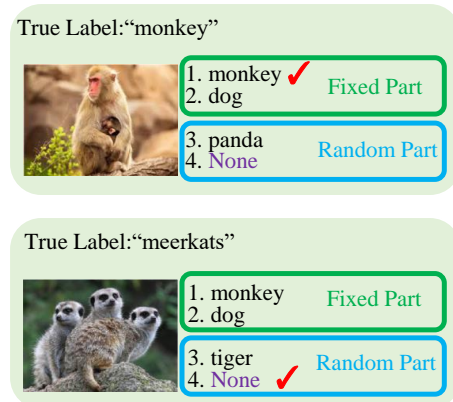 True Label:“monkey”
1. monkey ✓
2. dog
Fixed Part
3. panda
4. None
Random Part
True Label:“meerkats”
1. monkey
2. dog
Fixed Part
3. tiger
4. None ✓
Random Part